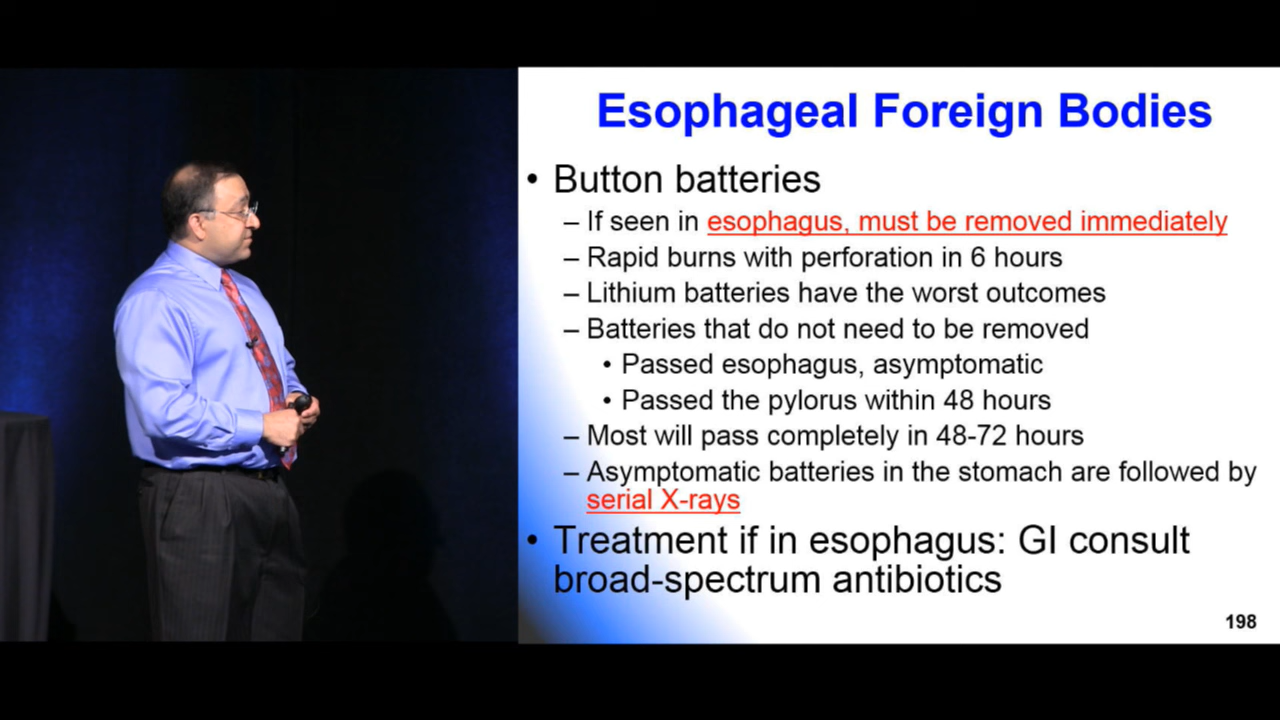 Esophageal Foreign Bodies
• Button batteries
– If seen in esophagus, must be removed immediately
– Rapid burns with perforation in 6 hours
– Lithium batteries have the worst outcomes
– Batteries that do not need to be removed
• Passed esophagus, asymptomatic
• Passed the pylorus within 48 hours
– Most will pass completely in 48-72 hours
– Asymptomatic batteries in the stomach are followed by
serial X-rays
• Treatment if in esophagus: GI consult
broad-spectrum antibiotics
198